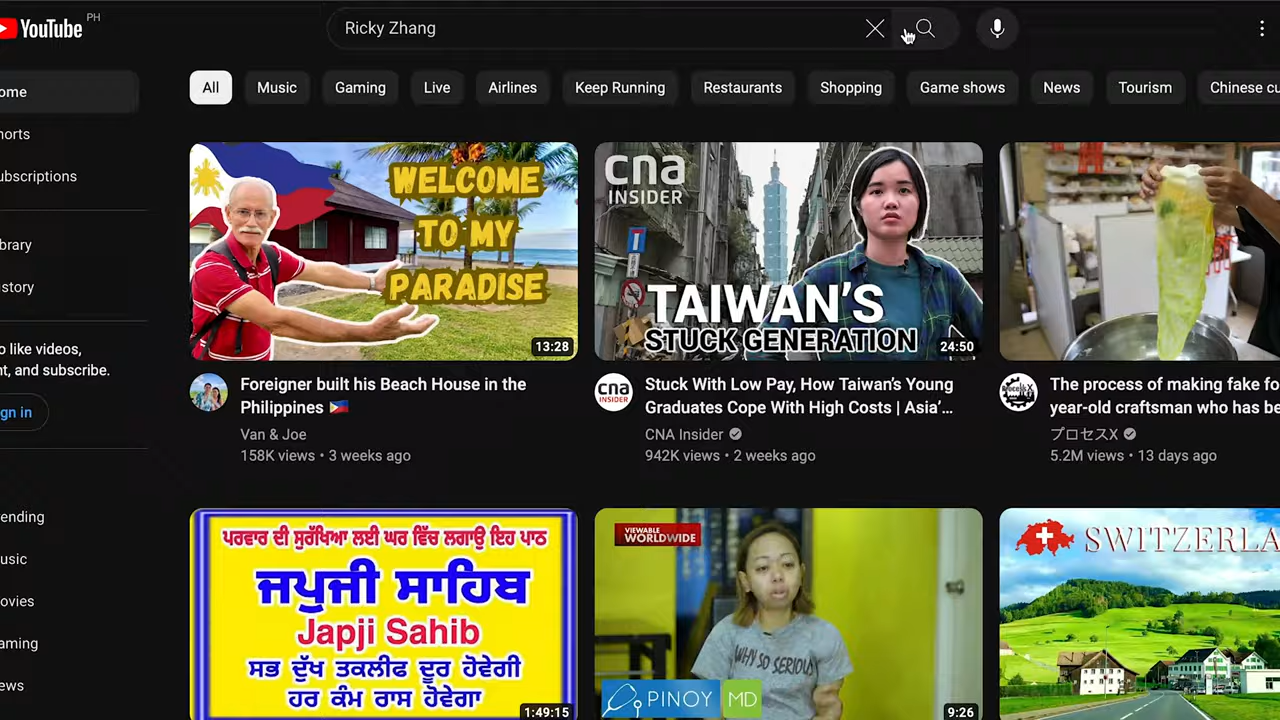 YouTube PH
Ricky Zhang
ome
All
Music
Gaming
Live
Airlines
Keep Running
Restaurants
Shopping
Game shows
News
Tourism
Chinese cu
horts
ubscriptions
brary
istory
o like videos,
nt, and subscribe.
gn in
ending
usic
ovies
aming
ews
WELCOME
TO MY
PARADISE
13:28
Foreigner built his Beach House in the
Philippines 🇵🇭
Van & Joe
158K views • 3 weeks ago
cna
INSIDER
TAIWAN'S
STUCK GENERATION
24:50
cna
INSIDER
Stuck With Low Pay, How Taiwan's Young
Graduates Cope With High Costs | Asia'…
CNA Insider
942K views • 2 weeks ago
The process of making fake fo
year-old craftsman who has be
プロセスX
5.2M views • 13 days ago
ਪਰਵਾਰ ਦੀ ਸੁਰੱਖਿਆ ਲਈ ਘਰ ਵਿੱਚ ਲਗਾਉ ਇਹ ਪਾਠ
ਜਪੁਜੀ ਸਾਹਿਬ
Japji Sahib
ਸਭ ਦੁੱਖ ਤਕਲੀਫ ਦੂਰ ਹੋਵੇਗੀ
ਹਰ ਕੰਮ ਰਾਸ ਹੋਵੇਗਾ
1:49:15
VIEWABLE
WORLDWIDE
WHY SO SERIOUS
PINOY MD
9:26
SWITZERLA